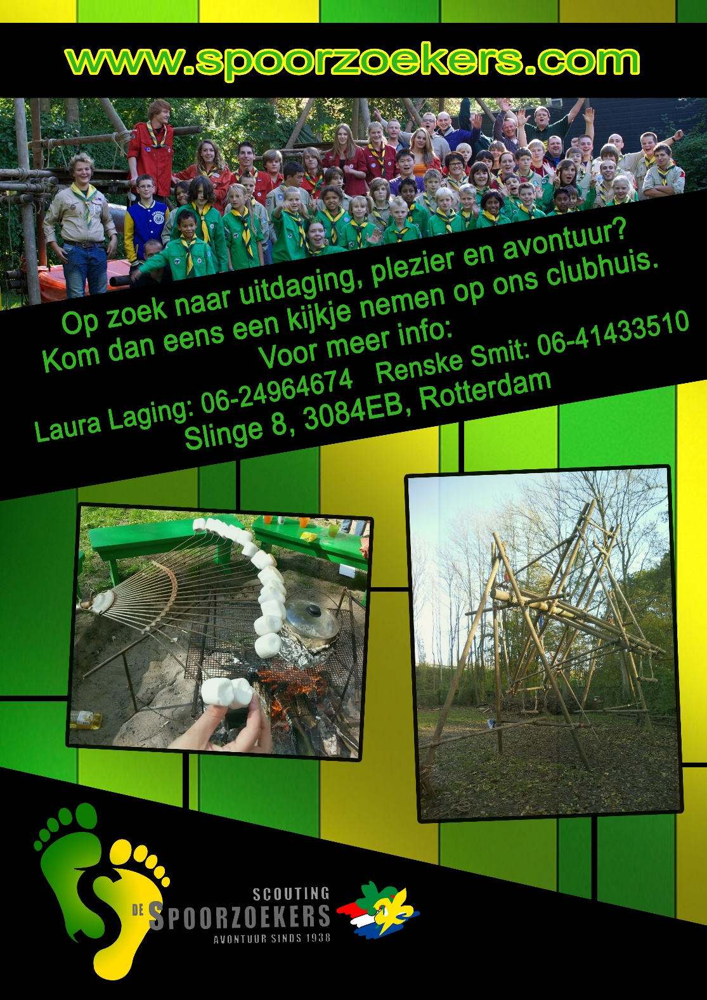 www.spoorzoekers.com
Op zoek naar uitdaging, plezier en avontuur?
Kom dan eens een kijkje nemen op ons clubhuis.
Voor meer info:
Laura Laging: 06-24964674 Renske Smit: 06-41433510
Slinge 8, 3084EB, Rotterdam
SCOUTING
DE SPOORZOEKERS
AVONTUUR SINDS 1938